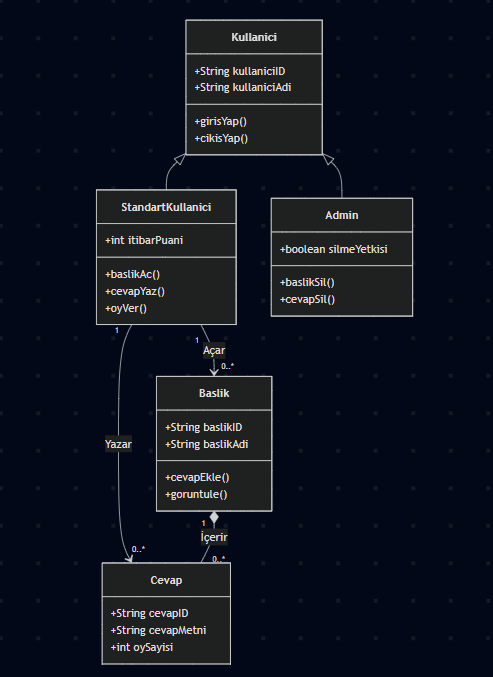 Kullanici
+String kullaniciID
+String kullaniciAdi
+girisYap()
+cikisYap()
StandartKullanici
+int itibarPuani
+baslikAc()
+cevapYaz()
+oyVer()
Admin
+boolean silmeYetkisi
+baslikSil()
+cevapSil()
1
1
Açar
0..*
Baslik
+String baslikID
+String baslikAdi
+cevapEkle()
+goruntule()
Yazar
1
İçerir
0..*
0..*
Cevap
+String cevapID
+String cevapMetni
+int oySayisi